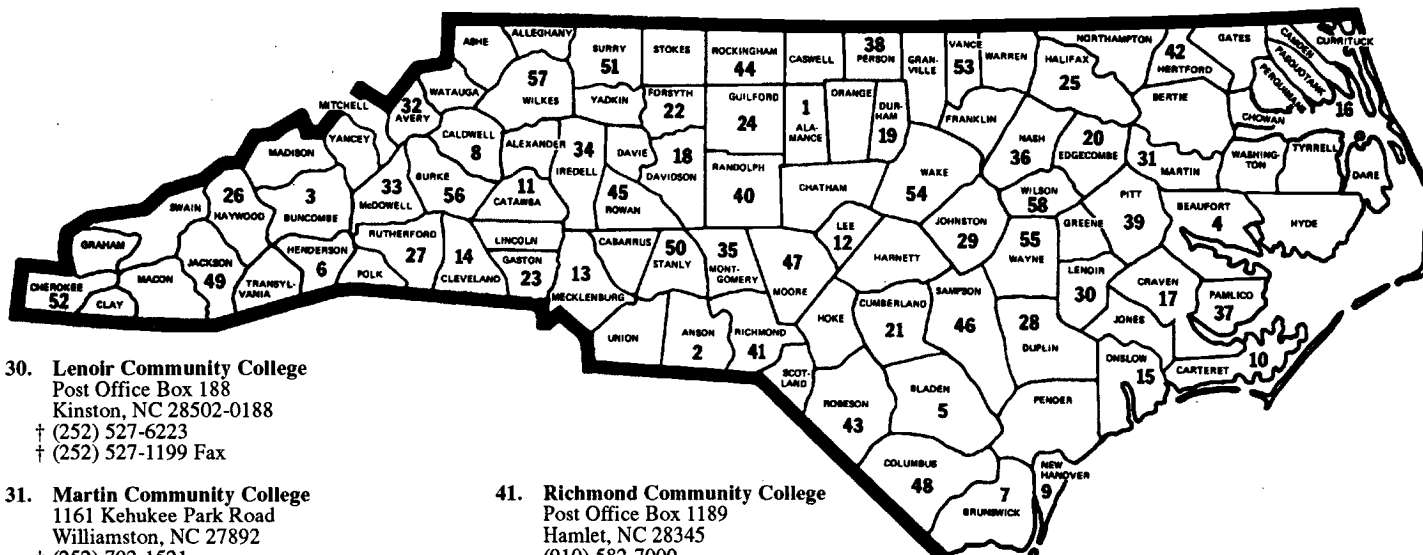 ASHE
ALLEGHANY
SURRY
51
STOKES
ROCKINGHAM
44
CASWELL
38
PERSON
GRAN-
VILLE
VANCE
53
WARREN
NORTHAMPTON
HALIFAX
25
42
HERTFORD
GATES
CAMDEN
PASQUOTANK
PERQUIMANS
CURRITUCK
16
CHOWAN
BERTIE
WATAUGA
57
WILKES
YADKIN
FORSYTH
22
GUILFORD
24
1
ALA-
MANCE
ORANGE
DUR-
HAM
19
FRANKLIN
NASH
36
20
EDGECOMBE
31
MARTIN
WASHING-
TON
TYRRELL
DARE
MITCHELL
32
AVERY
YANCEY
CALDWELL
8
ALEXANDER
34
IREDELL
DAVIE
18
DAVIDSON
RANDOLPH
40
CHATHAM
WAKE
54
WILSON
58
PITT
39
BEAUFORT
4
HYDE
MADISON
3
BUNCOMBE
33
McDOWELL
BURKE
56
11
CATAWBA
45
ROWAN
LEE
12
JOHNSTON
29
GREENE
55
WAYNE
SWAIN
26
HAYWOOD
RUTHERFORD
27
LINCOLN
14
CLEVELAND
GASTON
23
CABARRUS
50
STANLY
35
MONT-
GOMERY
47
MOORE
HARNETT
LENOIR
30
CRAVEN
17
PAMLICO
37
GRAHAM
JACKSON
49
HENDERSON
6
POLK
TRANSYL-
VANIA
MACON
CHEROKEE
52
CLAY
13
MECKLENBURG
UNION
ANSON
2
RICHMOND
41
HOKE
CUMBERLAND
21
SAMPSON
46
28
DUPLIN
JONES
ONSLOW
15
CARTERET
10
SCOT-
LAND
ROBESON
43
BLADEN
5
PENDER
COLUMBUS
48
7
BRUNSWICK
NEW
HANOVER
9
30. Lenoir Community College
Post Office Box 188
Kinston, NC 28502-0188
† (252) 527-6223
† (252) 527-1199 Fax
31. Martin Community College
1161 Kehukee Park Road
Williamston, NC 27892
† (252) 792-1521
41. Richmond Community College
Post Office Box 1189
Hamlet, NC 28345
(910) 582-7000